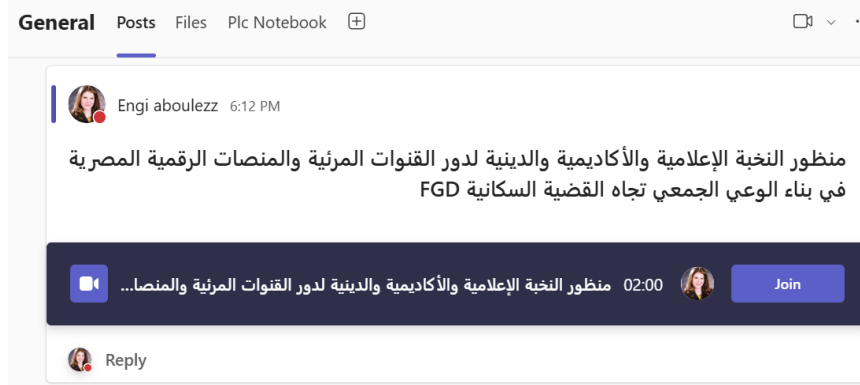 General Posts Files Plc Notebook
Engi aboulezz 6:12 PM
منظور النخبة الإعلامية والأكاديمية والدينية لدور القنوات المرئية والمنصات الرقمية المصرية
في بناء الوعي الجمعي تجاه القضية السكانية FGD
منظور النخبة الإعلامية والأكاديمية والدينية لدور القنوات المرئية والمنصا... 02:00 Join
Reply